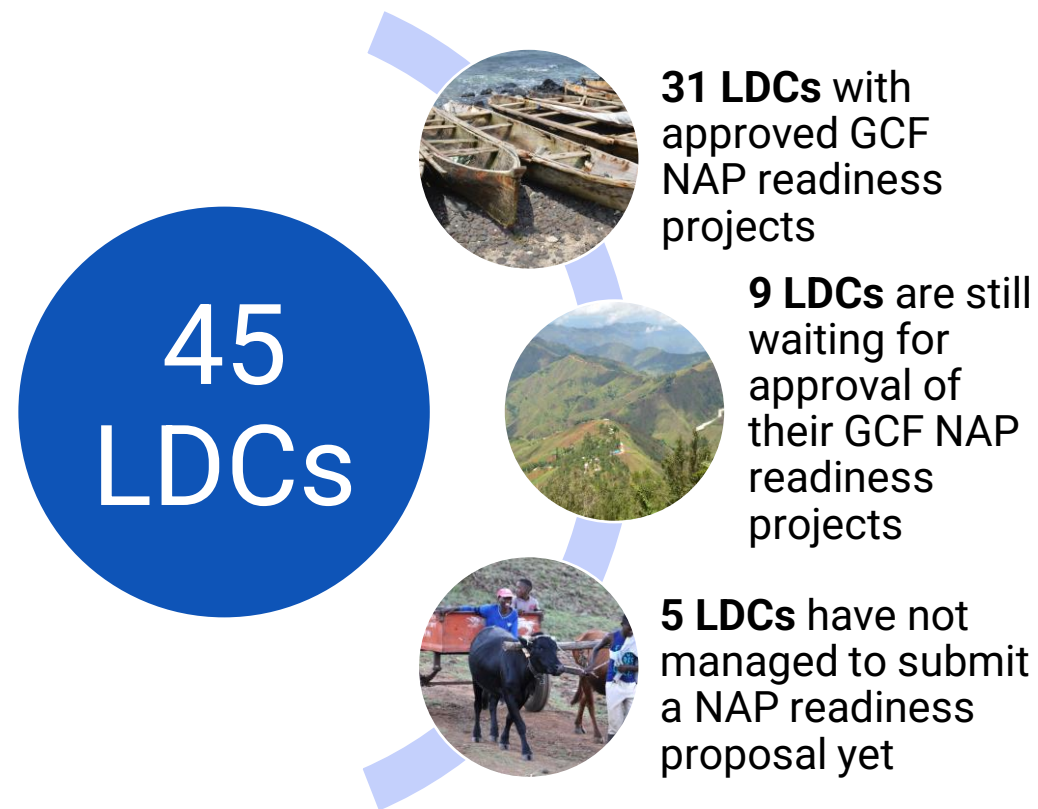 45
LDCs
31 LDCs with
approved GCF
NAP readiness
projects
9 LDCs are still
waiting for
approval of
their GCF NAP
readiness
projects
5 LDCs have not
managed to submit
a NAP readiness
proposal yet